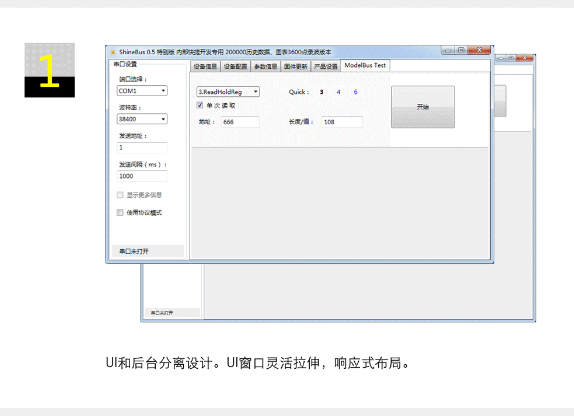 1
ShineBus 0.5 特别版 内部快捷开发专用 200000历史数据、图表3600点录波版本
串口设置
端口选择：
COM1
波特率：
38400
发送地址：
1
发送间隔（ms）：
1000
显示更多信息
使用协议模式
串口未打开
设备信息 设备配置 参数信息 固件更新 产品设置 ModelBus Test
3.ReadHoldReg
Quick： 3 4 6
单次读取
地址： 666
长度/值： 108
开始
串口未打开
UI和后台分离设计。UI窗口灵活拉伸，响应式布局。